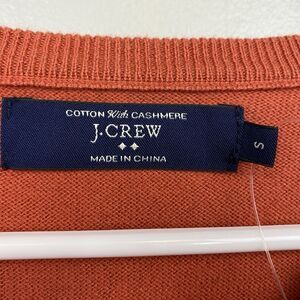 COTTON With CASHMERE
J.CREW
MADE IN CHINA
S